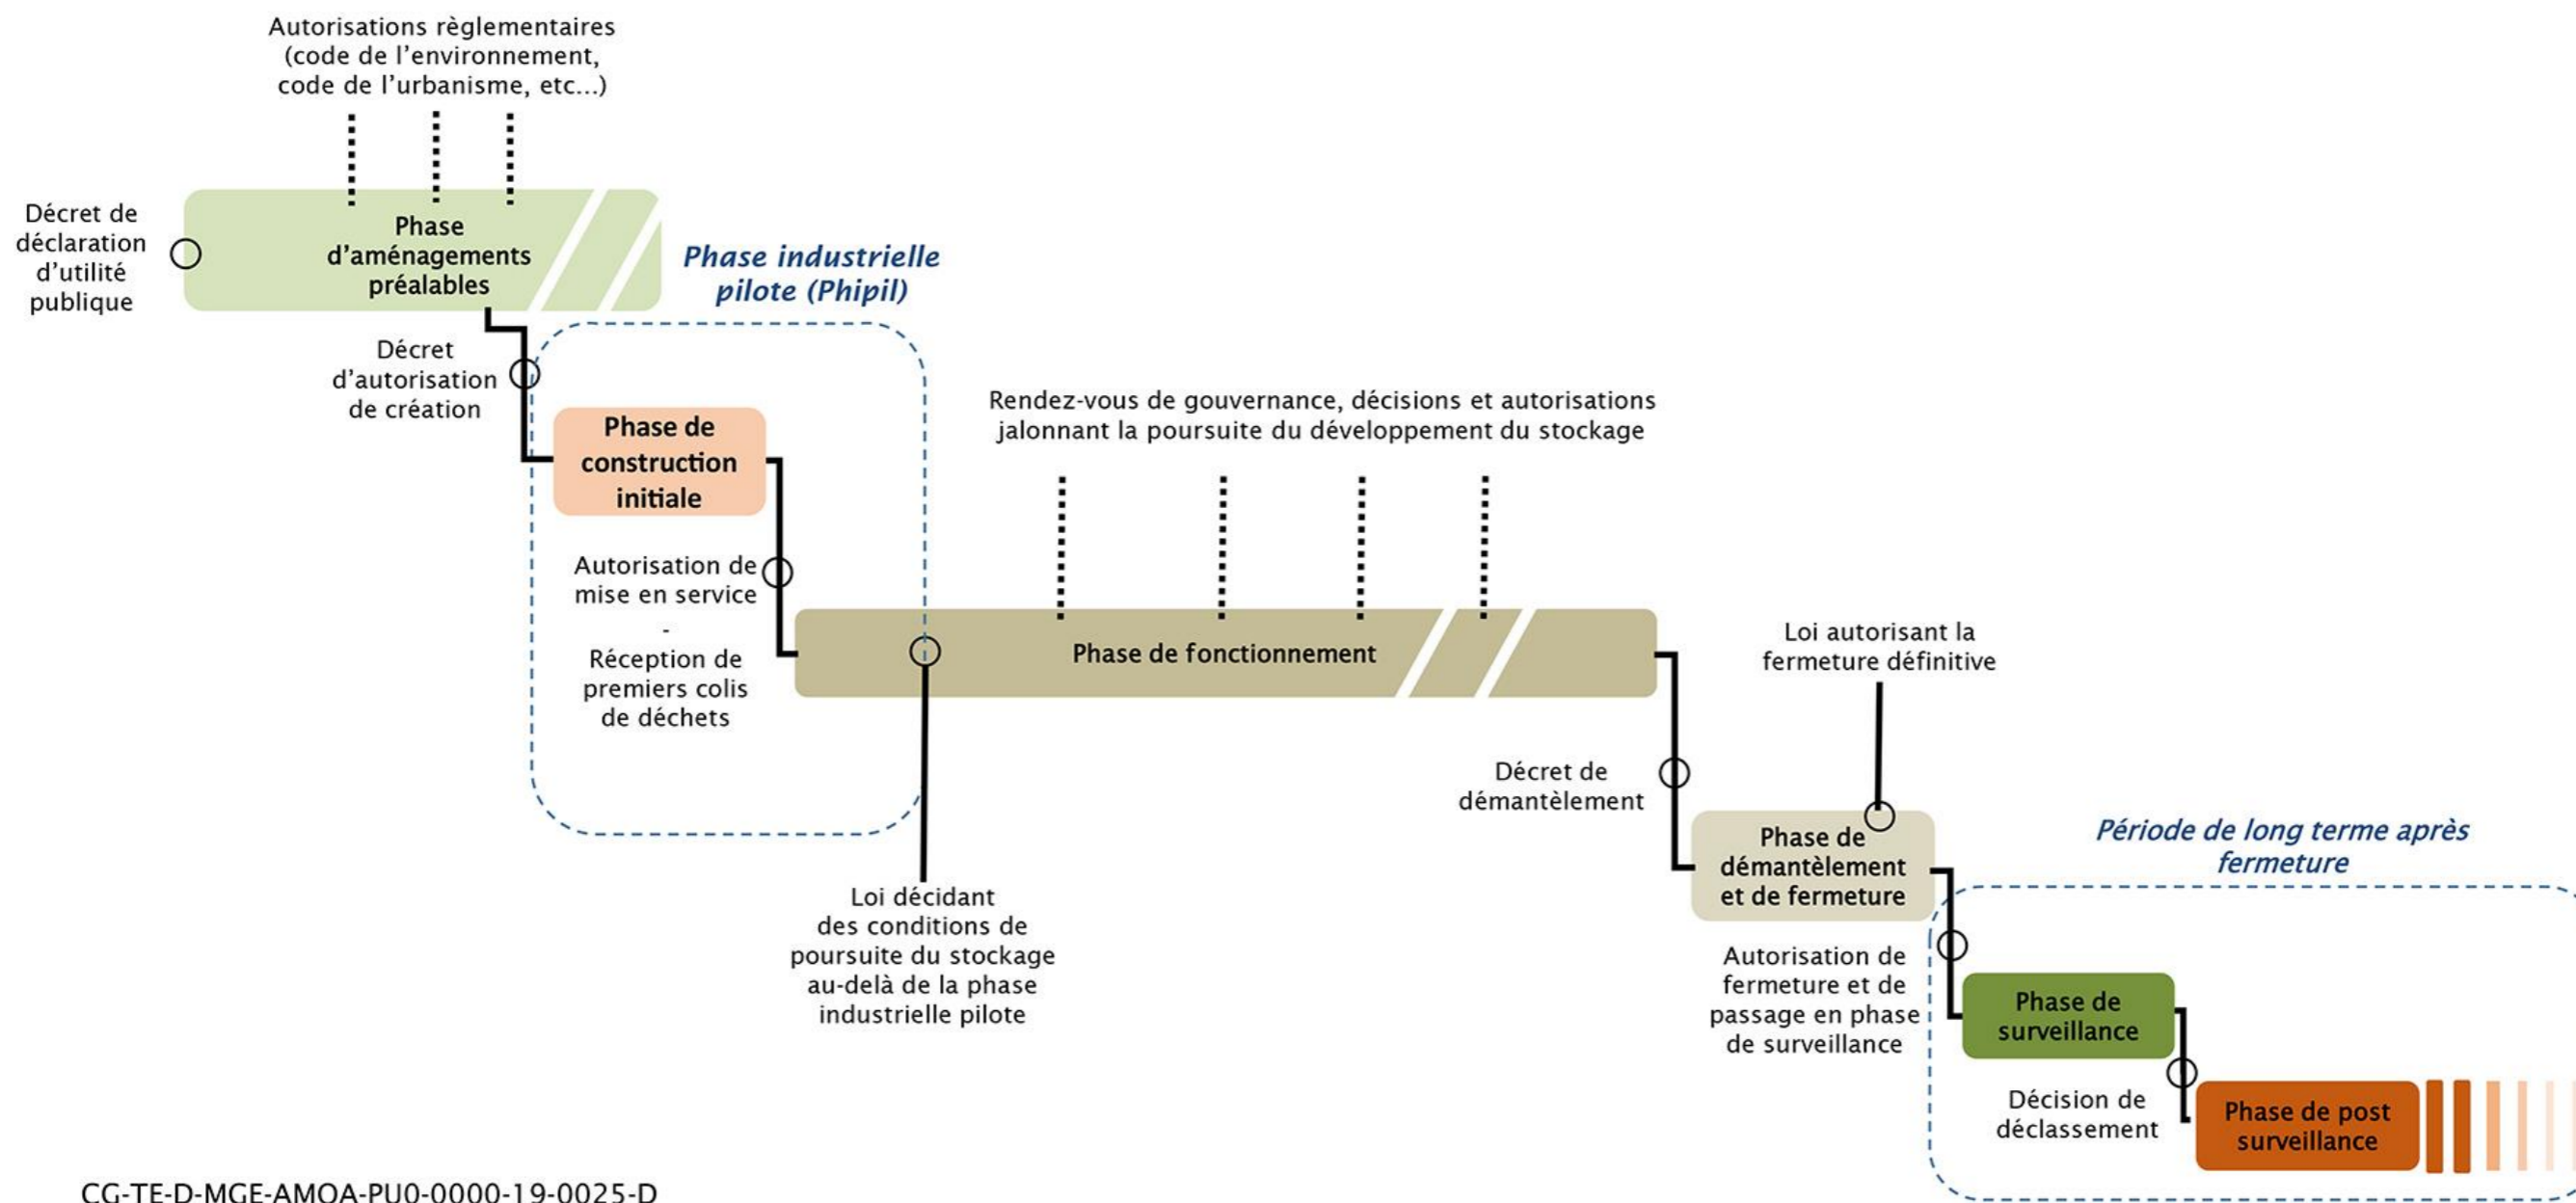 Autorisations règlementaires
(code de l'environnement,
code de l'urbanisme, etc...)
Décret de
déclaration
d'utilité
publique
Phase
d'aménagements
préalables
Phase industrielle
pilote (Phipil)
Décret
d'autorisation
de création
Phase de
construction
initiale
Rendez-vous de gouvernance, décisions et autorisations
jalonnant la poursuite du développement du stockage
Autorisation de
mise en service
-
Réception de
premiers colis
de déchets
Phase de fonctionnement
Loi autorisant la
fermeture définitive
Décret de
démantèlement
Phase de
démantèlement
et de fermeture
Période de long terme après
fermeture
Loi décidant
des conditions de
poursuite du stockage
au-delà de la phase
industrielle pilote
Autorisation de
fermeture et de
passage en phase
de surveillance
Phase de
surveillance
Décision de
déclassement
Phase de post
surveillance
CG-TE-D-MGE-AMOA-PU0-0000-19-0025-D